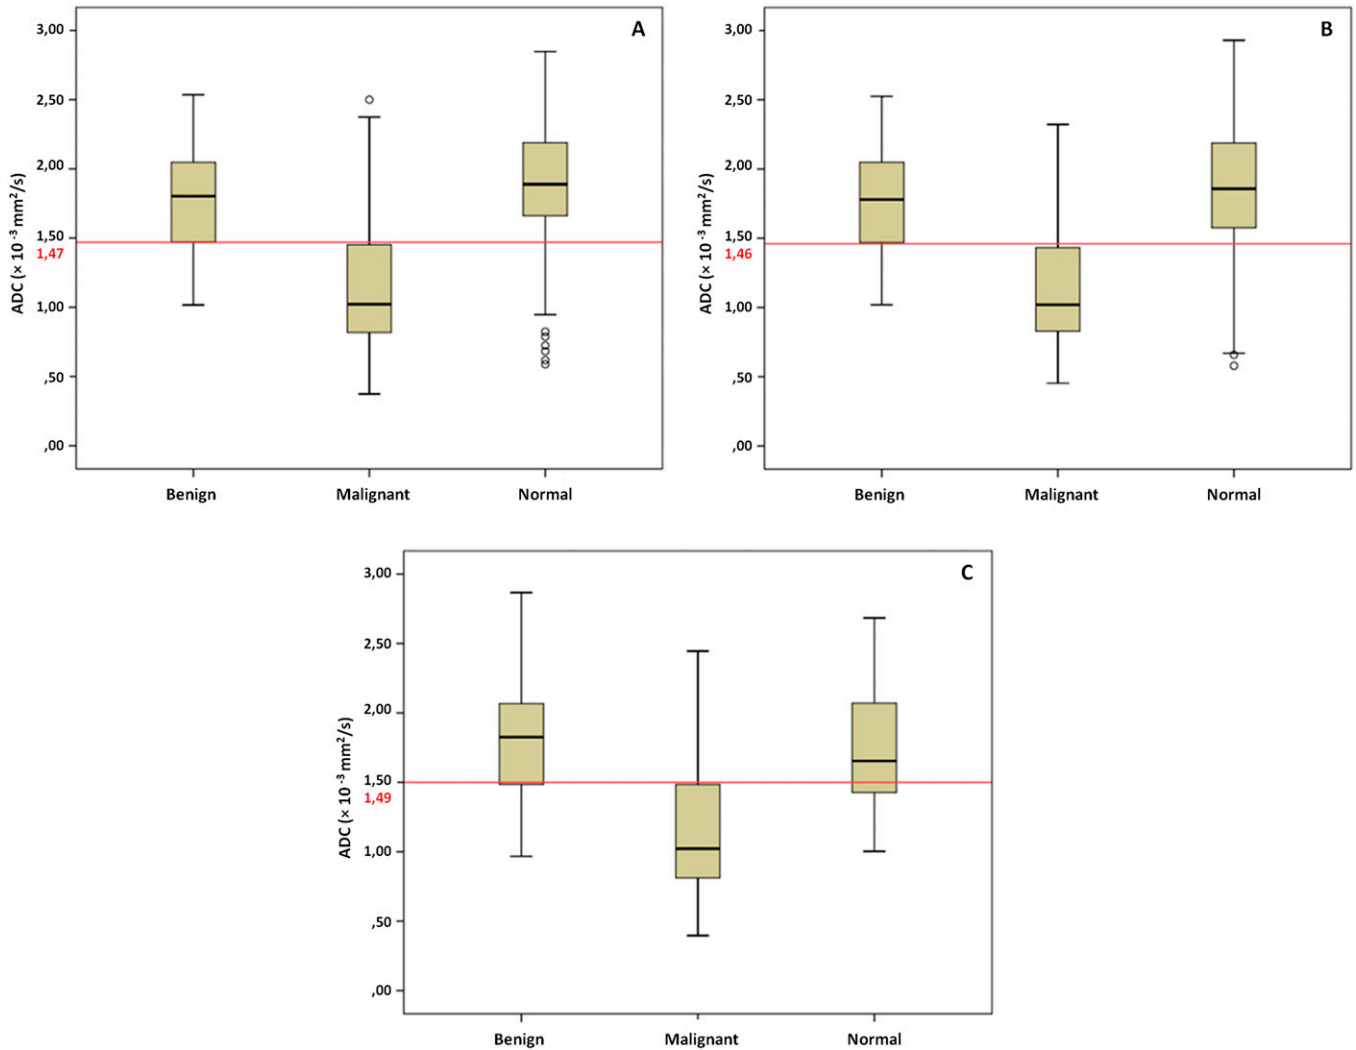 A
3,00
2,50
2,00
1,50
1,47
1,00
,50
,00
ADC (× 10 -3 mm2/s)
Benign Malignant Normal
B
3,00
2,50
2,00
1,50
1,46
1,00
,50
,00
ADC (× 10 -3 mm2/s)
Benign Malignant Normal
C
3,00
2,50
2,00
1,50
1,49
1,00
,50
,00
ADC (× 10 -3 mm2/s)
Benign Malignant Normal